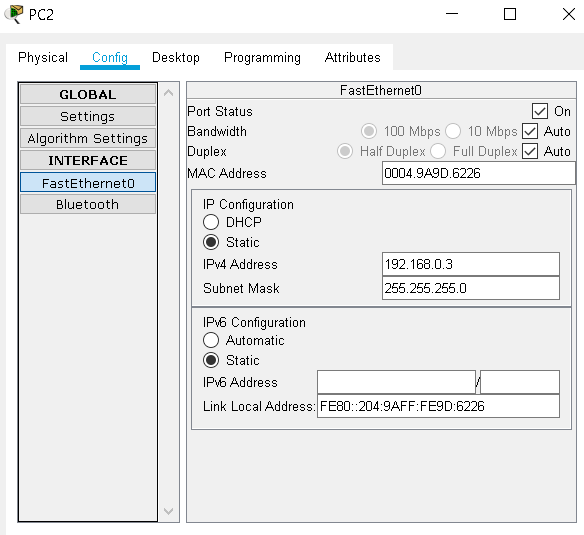 PC2
Physical Config Desktop Programming Attributes
GLOBAL
Settings
Algorithm Settings
INTERFACE
FastEthernet0
Bluetooth
FastEthernet0
Port Status On
Bandwidth 100 Mbps 10 Mbps Auto
Duplex Half Duplex Full Duplex Auto
MAC Address 0004.9A9D.6226
IP Configuration
DHCP
Static
IPv4 Address 192.168.0.3
Subnet Mask 255.255.255.0
IPv6 Configuration
Automatic
Static
IPv6 Address /
Link Local Address: FE80::204:9AFF:FE9D:6226